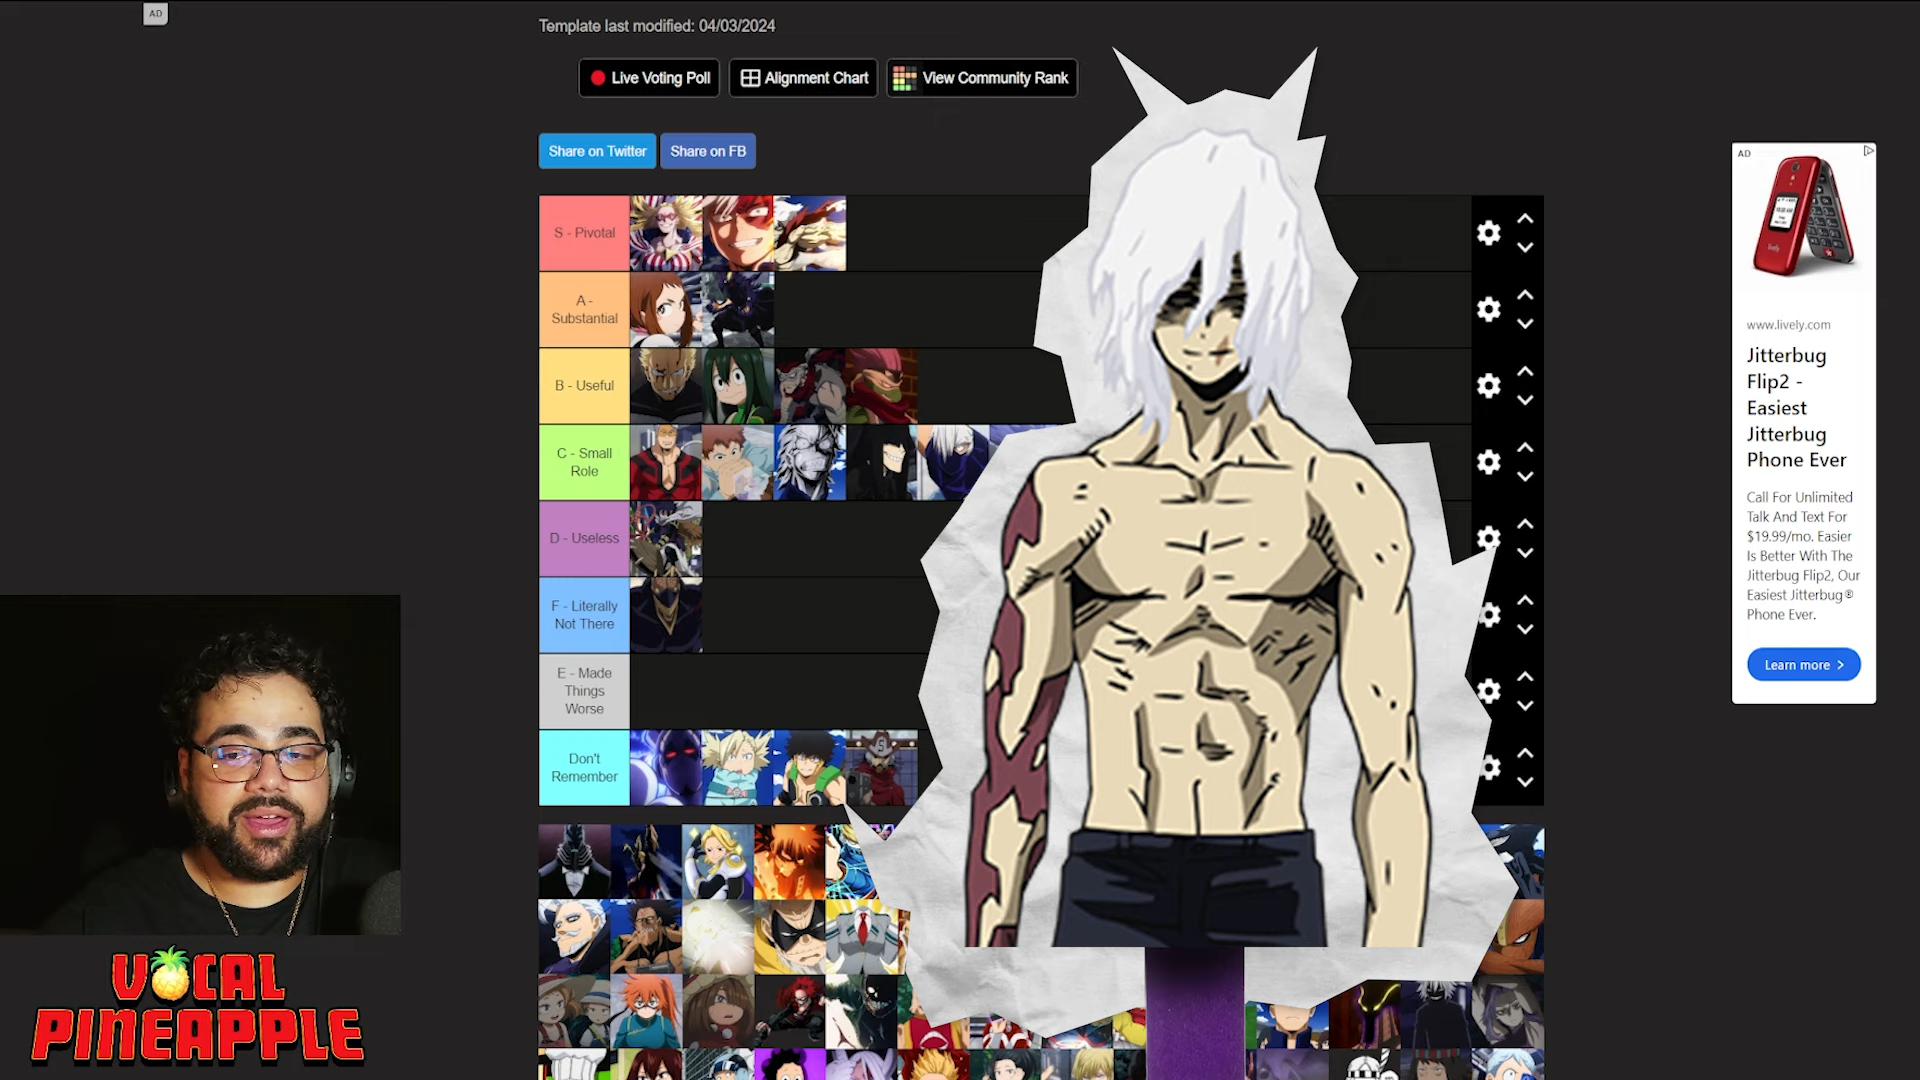 AD
Template last modified: 04/03/2024
Live Voting Poll
Alignment Chart
View Community Rank
Share on Twitter
Share on FB
S - Pivotal
A -
Substantial
B - Useful
C - Small
Role
D - Useless
F - Literally
Not There
E - Made
Things
Worse
Don't
Remember
AD
www.lively.com
Jitterbug
Flip2 -
Easiest
Jitterbug
Phone Ever
Call For Unlimited
Talk And Text For
$19.99/mo. Easier
Is Better With The
Jitterbug Flip2, Our
Easiest Jitterbug®
Phone Ever.
Learn more
VOCAL
PINEAPPLE